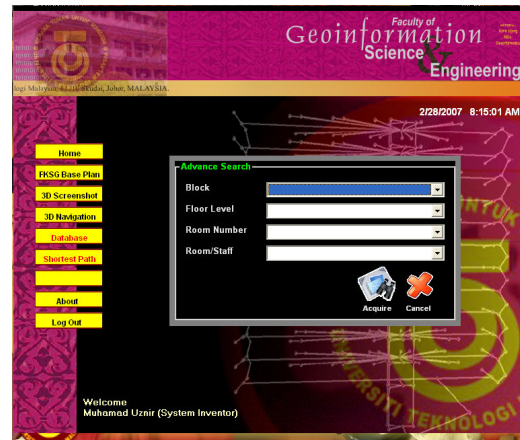 Faculty of
Geoinformation
Science
&
Engineering
logi Malaysia, 81310 Skudai, Johor, MALAYSIA.
2/28/2007 8:15:01 AM
Home
FKSG Base Plan
3D Screenshot
3D Navigation
Database
Shortest Path
About
Log Out
Advance Search
Block
Floor Level
Room Number
Room/Staff
Acquire Cancel
UNIVERSITI TEKNOLOGI
Welcome
Muhamad Uznir (System Inventor)